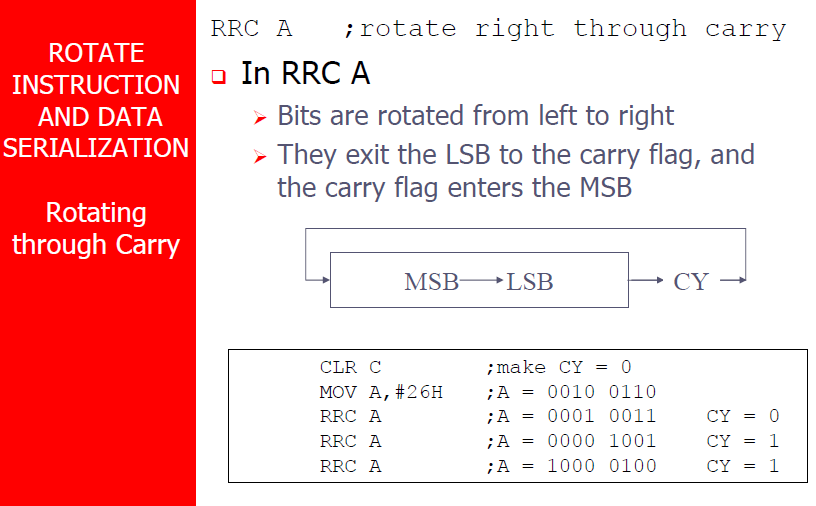 ROTATE
INSTRUCTION
AND DATA
SERIALIZATION
Rotating
through Carry
RRC A ;rotate right through carry
In RRC A
Bits are rotated from left to right
They exit the LSB to the carry flag, and
the carry flag enters the MSB
MSB LSB CY
CLR C ;make CY = 0
MOV A,#26H ;A = 0010 0110
RRC A ;A = 0001 0011 CY = 0
RRC A ;A = 0000 1001 CY = 1
RRC A ;A = 1000 0100 CY = 1